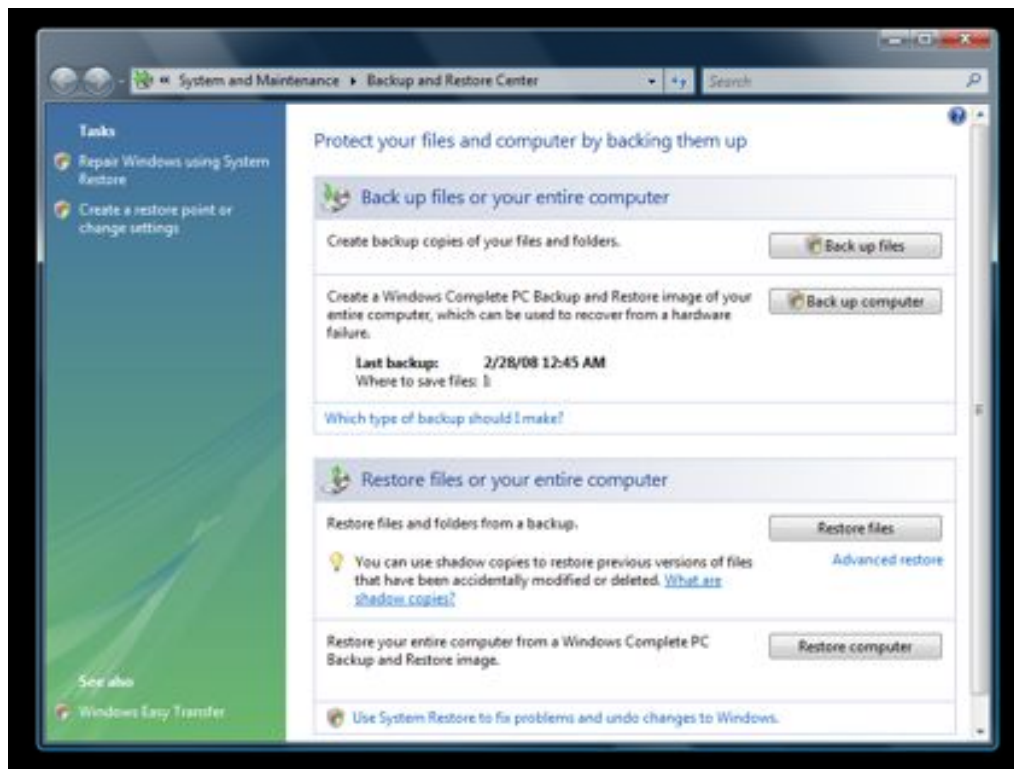 « System and Maintenance ▸ Backup and Restore Center
Search
Tasks
Repair Windows using System
Restore
Create a restore point or
change settings
Protect your files and computer by backing them up
Back up files or your entire computer
Create backup copies of your files and folders.
Back up files
Create a Windows Complete PC Backup and Restore image of your
entire computer, which can be used to recover from a hardware
failure.
Back up computer
Last backup: 2/28/08 12:45 AM
Where to save files:
Which type of backup should I make?
Restore files or your entire computer
Restore files and folders from a backup.
Restore files
You can use shadow copies to restore previous versions of files
that have been accidentally modified or deleted. What are
shadow copies?
Advanced restore
Restore your entire computer from a Windows Complete PC
Backup and Restore image.
Restore computer
Use System Restore to fix problems and undo changes to Windows.
See also
Windows Easy Transfer